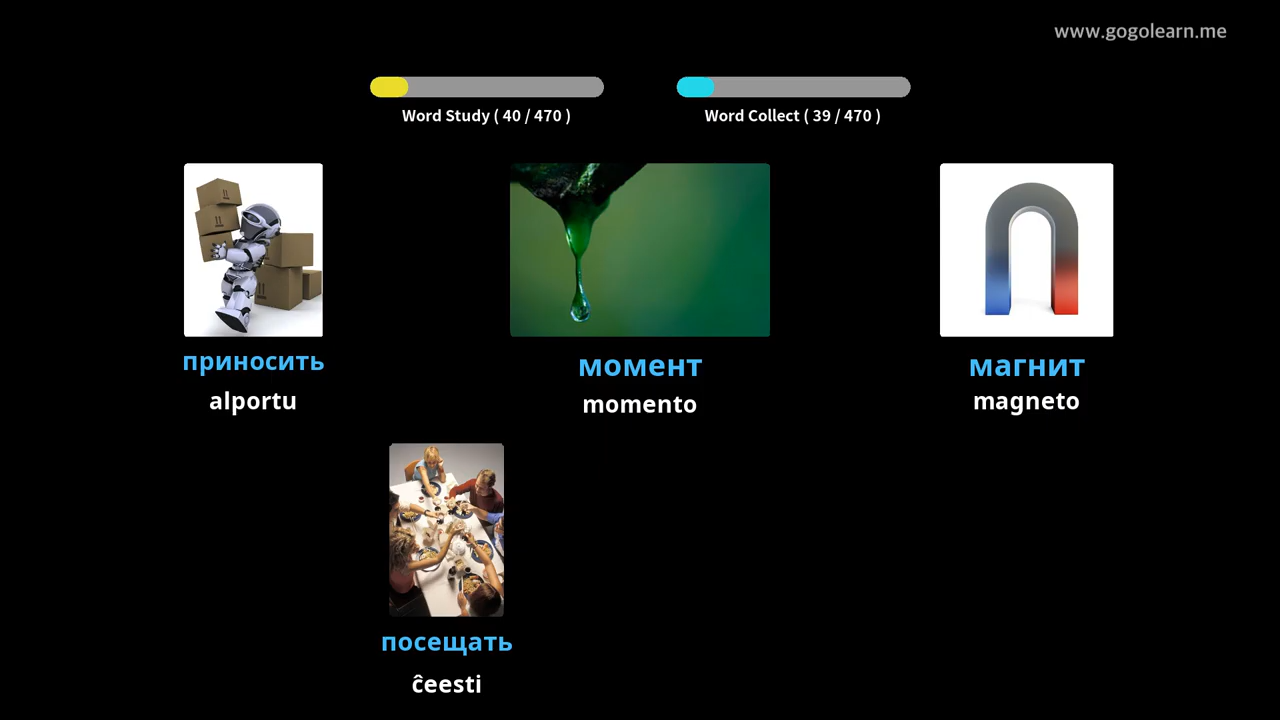 www.gogolearn.me
Word Study ( 40 / 470 )
Word Collect ( 39 / 470 )
приносить
alportu
момент
momento
магнит
magneto
посещать
ĉeesti